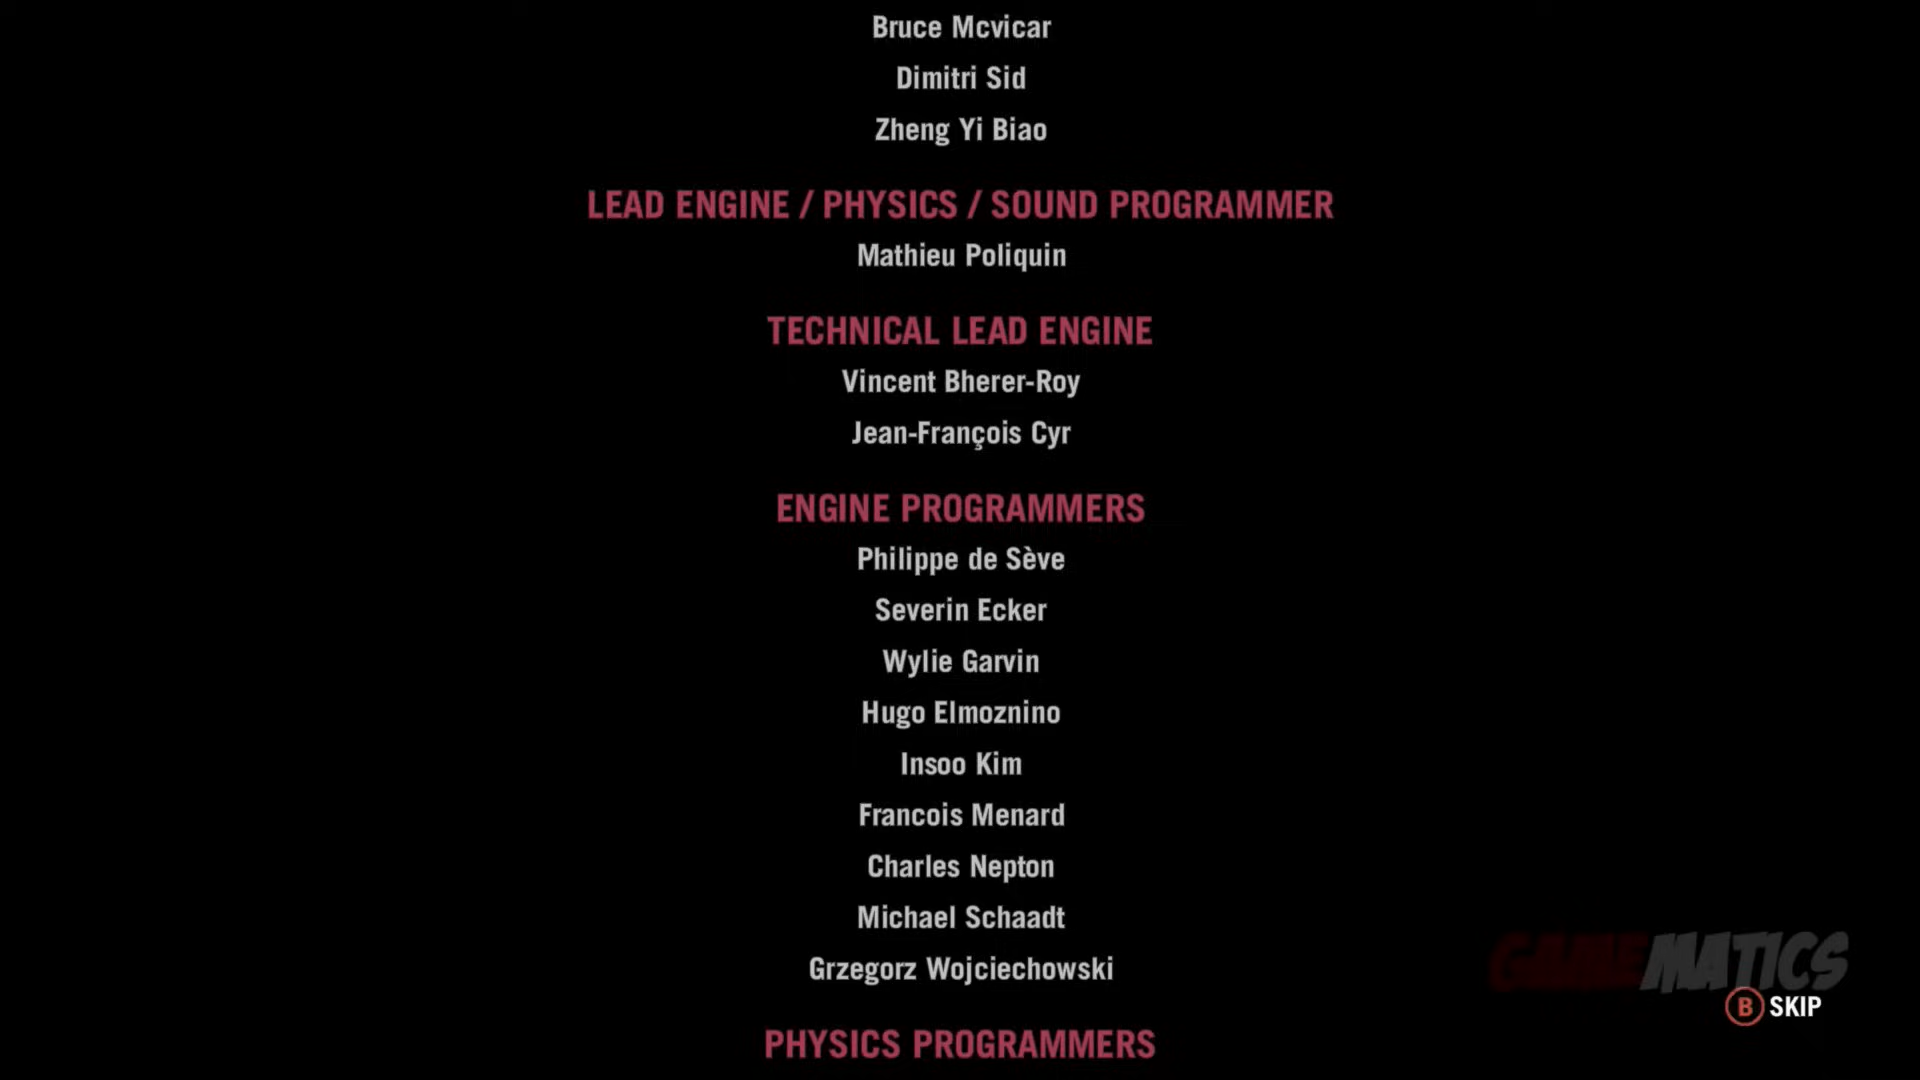 Bruce Mcvicar
Dimitri Sid
Zheng Yi Biao
LEAD ENGINE / PHYSICS / SOUND PROGRAMMER
Mathieu Poliquin
TECHNICAL LEAD ENGINE
Vincent Bherer-Roy
Jean-François Cyr
ENGINE PROGRAMMERS
Philippe de Sève
Severin Ecker
Wylie Garvin
Hugo Elmoznino
Insoo Kim
Francois Menard
Charles Nepton
Michael Schaadt
Grzegorz Wojciechowski
GAMEMATICS
B SKIP
PHYSICS PROGRAMMERS